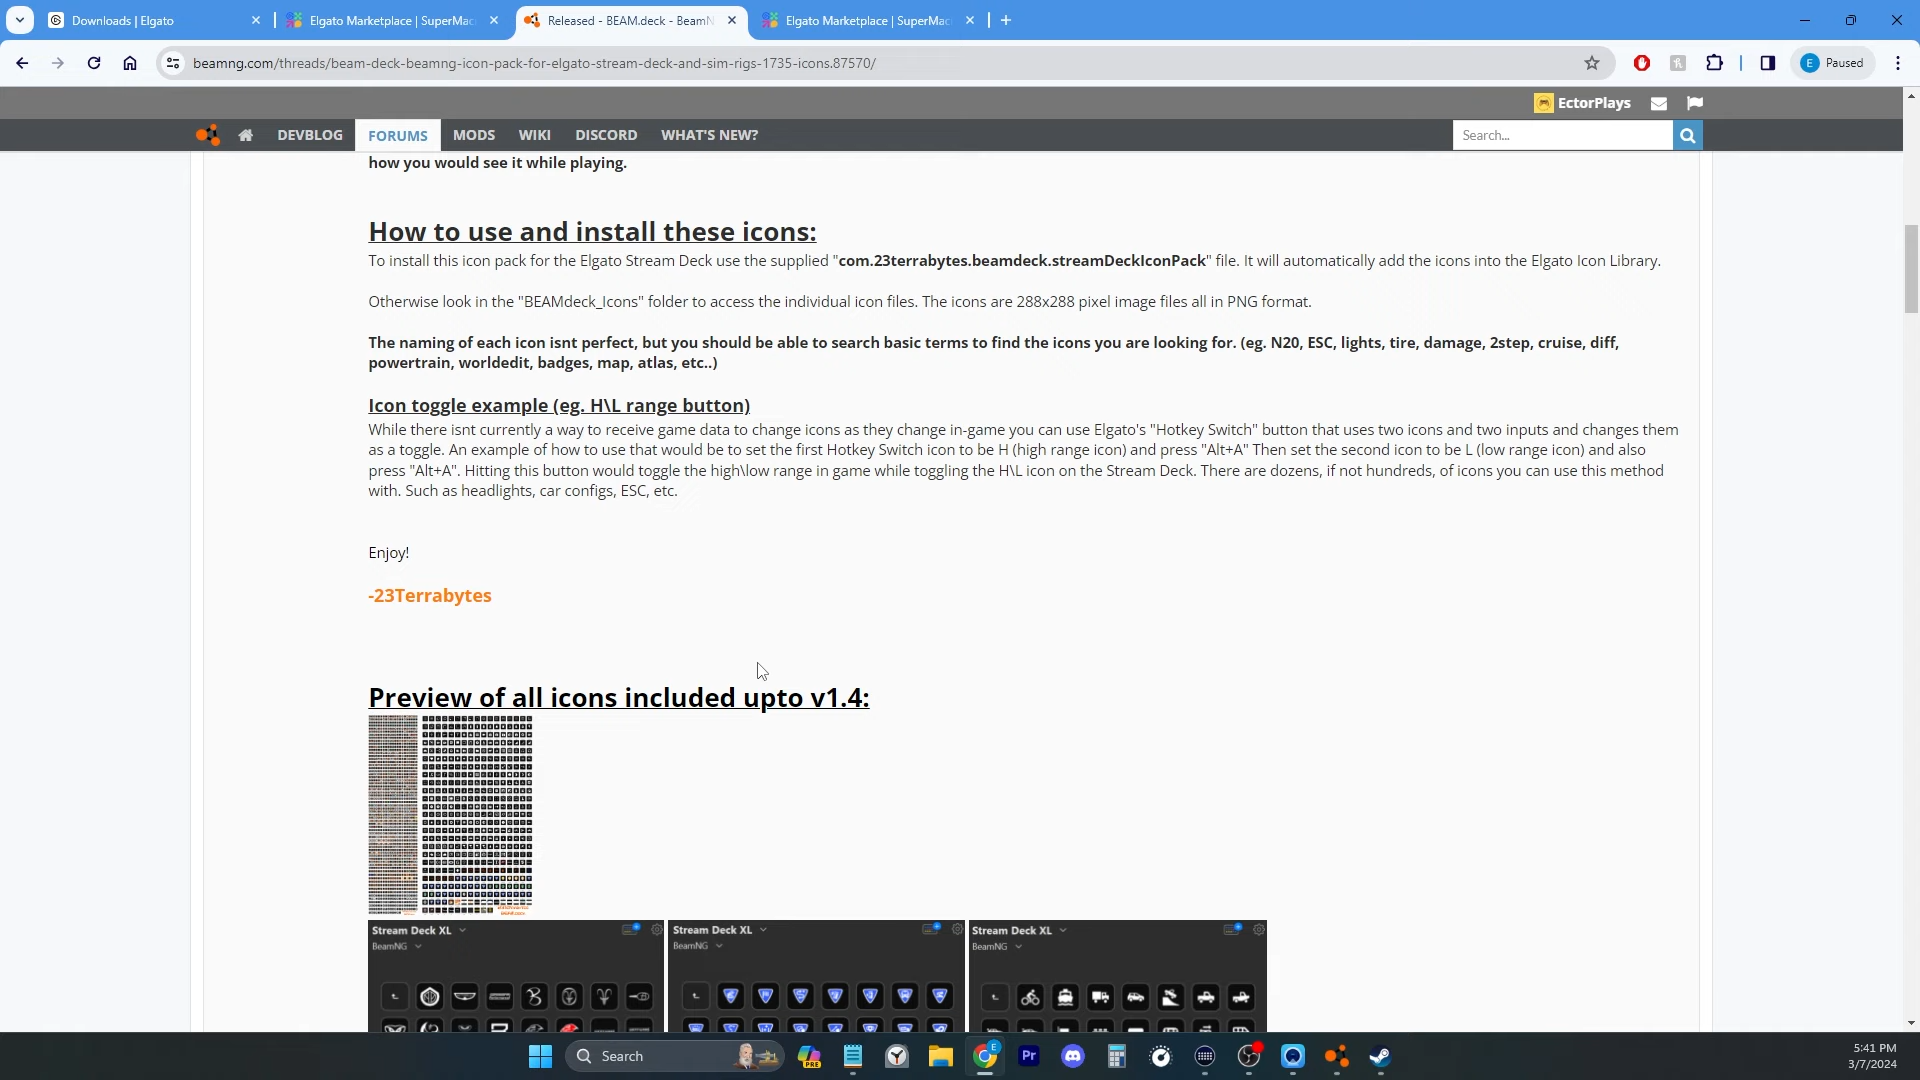 Downloads | Elgato
Elgato Marketplace | SuperMac
Released - BEAM.deck - BeamN
Elgato Marketplace | SuperMac
beamng.com/threads/beam-deck-beamng-icon-pack-for-elgato-stream-deck-and-sim-rigs-1735-icons.87570/
E Paused
EctorPlays
DEVBLOG FORUMS MODS WIKI DISCORD WHAT'S NEW? Search...
how you would see it while playing.
How to use and install these icons:
To install this icon pack for the Elgato Stream Deck use the supplied "com.23terrabytes.beamdeck.streamDeckIconPack" file. It will automatically add the icons into the Elgato Icon Library.
Otherwise look in the "BEAMdeck_Icons" folder to access the individual icon files. The icons are 288x288 pixel image files all in PNG format.
The naming of each icon isnt perfect, but you should be able to search basic terms to find the icons you are looking for. (eg. N20, ESC, lights, tire, damage, 2step, cruise, diff,
powertrain, worldedit, badges, map, atlas, etc..)
Icon toggle example (eg. H\L range button)
While there isnt currently a way to receive game data to change icons as they change in-game you can use Elgato's "Hotkey Switch" button that uses two icons and two inputs and changes them
as a toggle. An example of how to use that would be to set the first Hotkey Switch icon to be H (high range icon) and press "Alt+A" Then set the second icon to be L (low range icon) and also
press "Alt+A". Hitting this button would toggle the high\low range in game while toggling the H\L icon on the Stream Deck. There are dozens, if not hundreds, of icons you can use this method
with. Such as headlights, car configs, ESC, etc.
Enjoy!
-23Terrabytes
Preview of all icons included upto v1.4:
Stream Deck XL
BeamNG
Stream Deck XL
BeamNG
Stream Deck XL
BeamNG
Search
PRE
E
Pr
5:41 PM
3/7/2024